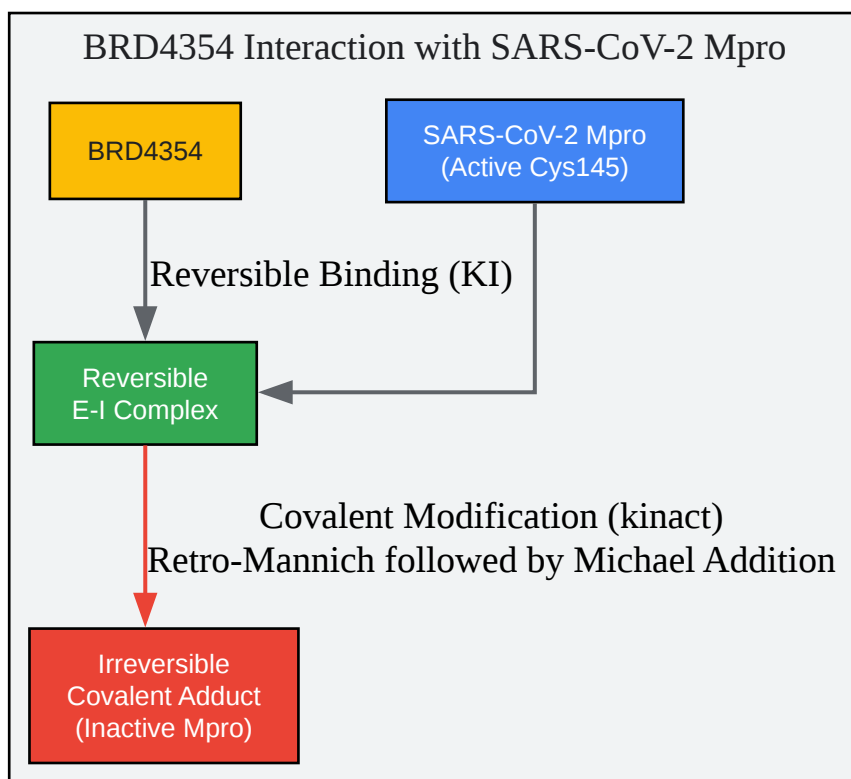 BRD4354 Interaction with SARS-CoV-2 Mpro
BRD4354
SARS-CoV-2 Mpro
(Active Cys145)
Reversible Binding (KI)
Reversible
E-I Complex
Covalent Modification (kinact)
Retro-Mannich followed by Michael Addition
Irreversible
Covalent Adduct
(Inactive Mpro)